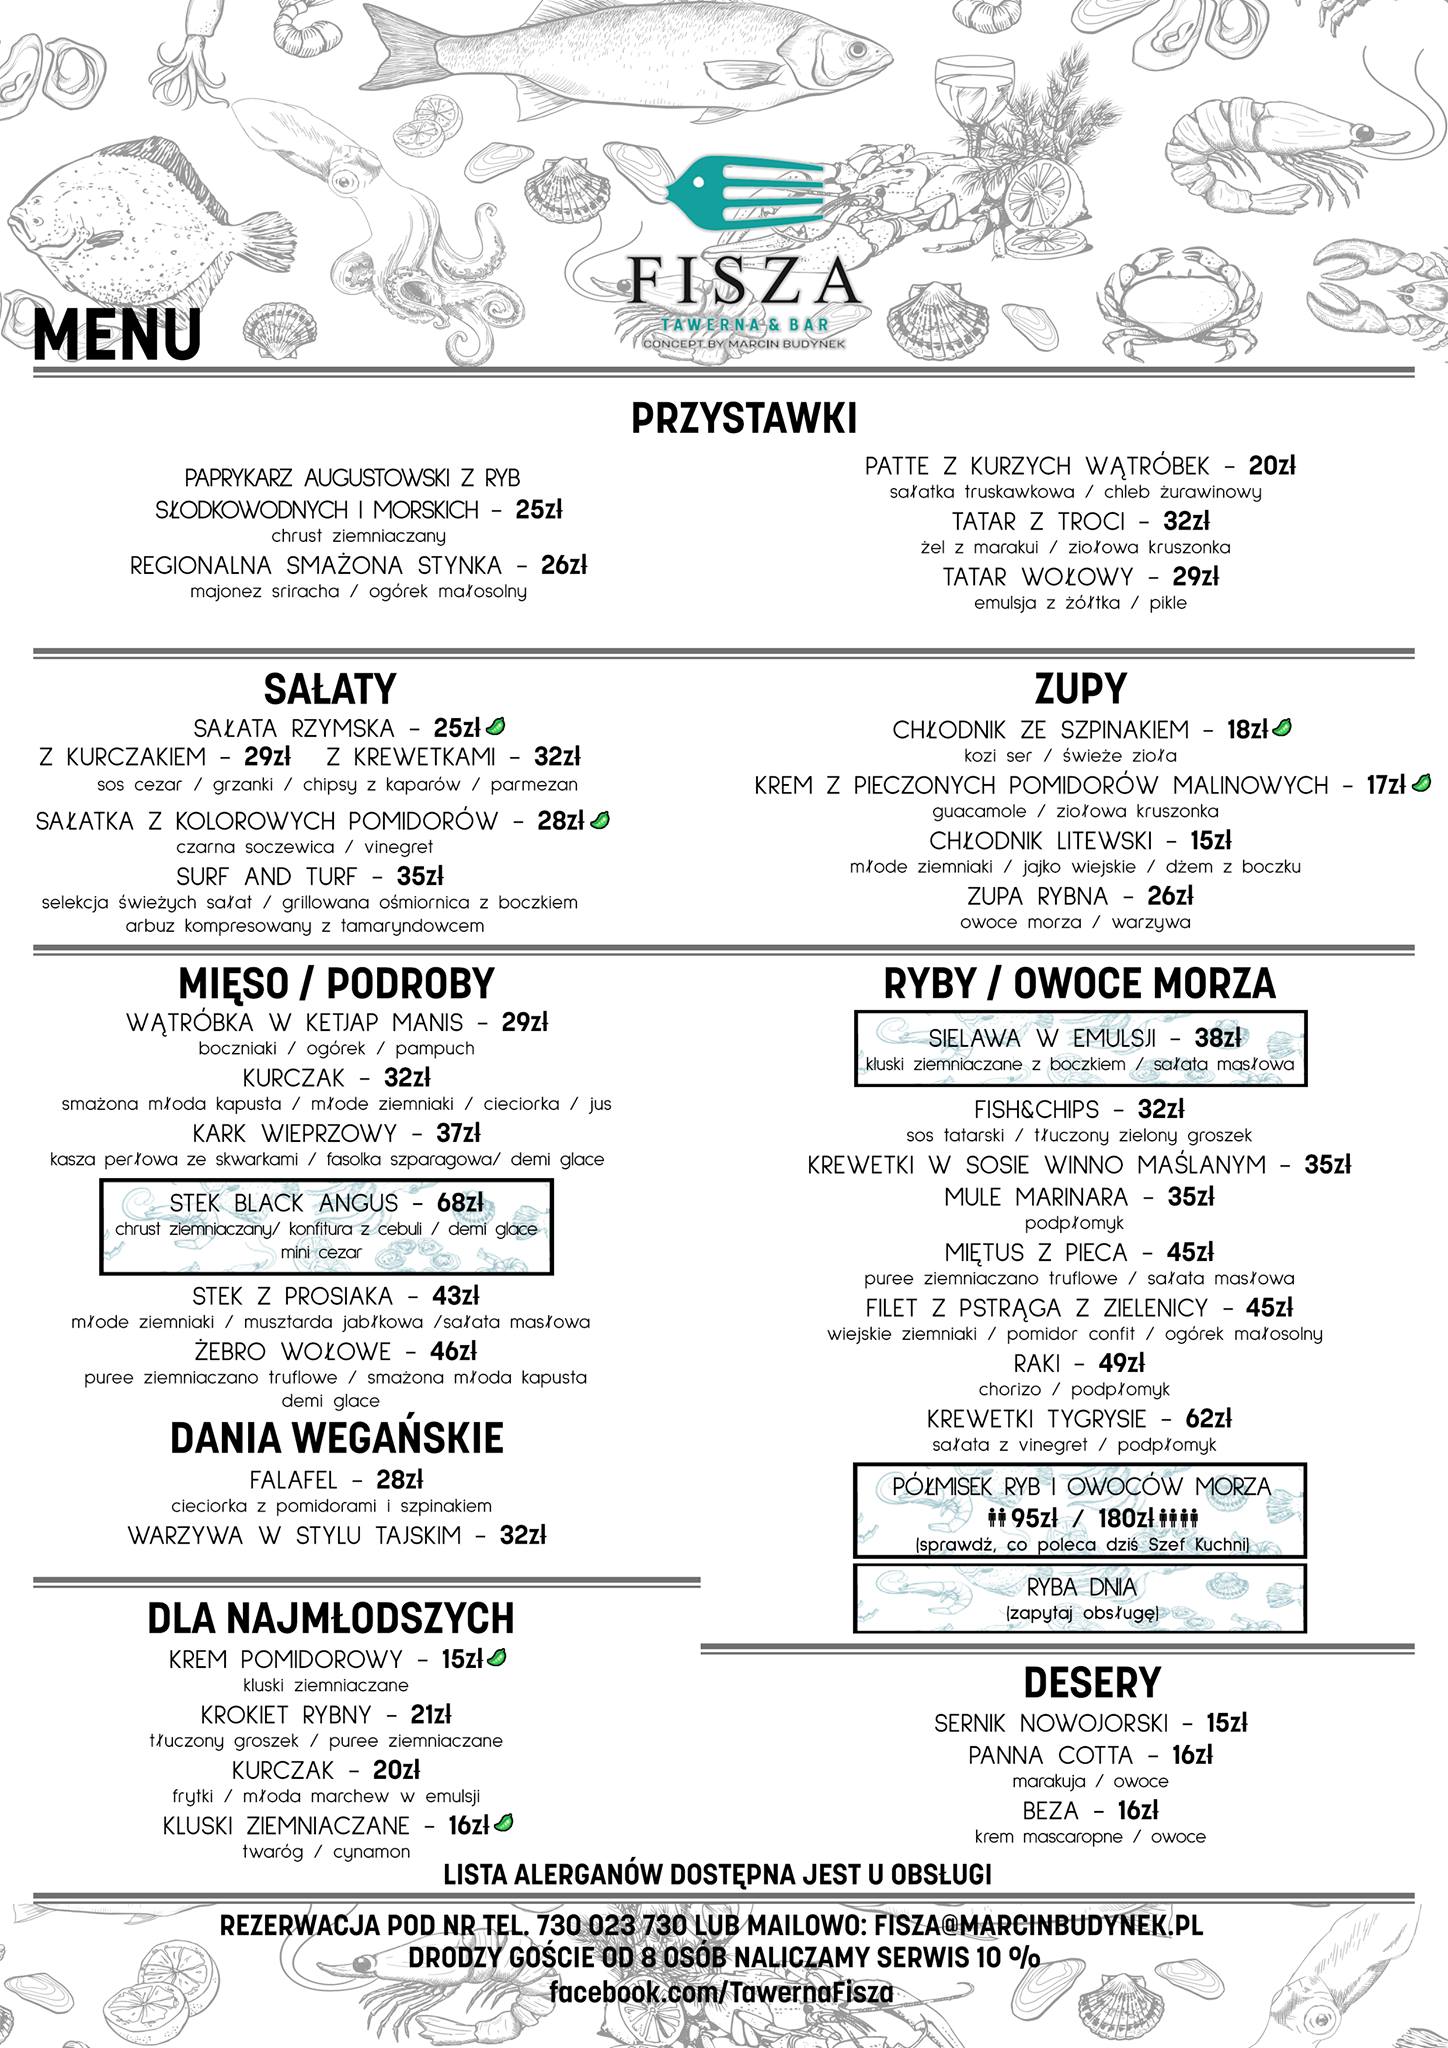 FISZA
TAWERNA & BAR
CONCEPT BY MARCIN BUDYNEK
MENU
PRZYSTAWKI
PAPRYKARZ AUGUSTOWSKI Z RYB
SŁODKOWODNYCH I MORSKICH - 25zł
chrust ziemniaczany
REGIONALNA SMAŻONA STYNKA - 26zł
majonez sriracha / ogórek małosolny
PATTE Z KURZYCH WĄTRÓBEK - 20zł
sałatka truskawkowa / chleb żurawinowy
TATAR Z TROCI - 32zł
żel z marakui / ziołowa kruszonka
TATAR WOŁOWY - 29zł
emulsja z żółtka / pikle
SAŁATY
SAŁATA RZYMSKA - 25zł
Z KURCZAKIEM - 29zł Z KREWETKAMI - 32zł
sos cezar / grzanki / chipsy z kaparów / parmezan
SAŁATKA Z KOLOROWYCH POMIDORÓW - 28zł
czarna soczewica / vinegret
SURF AND TURF - 35zł
selekcja świeżych sałat / grillowana ośmiornica z boczkiem
arbuz kompresowany z tamaryndowcem
ZUPY
CHŁODNIK ZE SZPINAKIEM - 18zł
kozi ser / świeże zioła
KREM Z PIECZONYCH POMIDORÓW MALINOWYCH - 17zł
guacamole / ziołowa kruszonka
CHŁODNIK LITEWSKI - 15zł
młode ziemniaki / jajko wiejskie / dżem z boczku
ZUPA RYBNA - 26zł
owoce morza / warzywa
MIĘSO / PODROBY
WĄTRÓBKA W KETJAP MANIS - 29zł
boczniaki / ogórek / pampuch
KURCZAK - 32zł
smażona młoda kapusta / młode ziemniaki / cieciorka / jus
KARK WIEPRZOWY - 37zł
kasza perłowa ze skwarkami / fasolka szparagowa/ demi glace
STEK BLACK ANGUS - 68zł
chrust ziemniaczany/ konfitura z cebuli / demi glace
mini cezar
STEK Z PROSIAKA - 43zł
młode ziemniaki / musztarda jabłkowa /sałata masłowa
ŻEBRO WOŁOWE - 46zł
puree ziemniaczano truflowe / smażona młoda kapusta
demi glace
DANIA WEGAŃSKIE
FALAFEL - 28zł
cieciorka z pomidorami i szpinakiem
WARZYWA W STYLU TAJSKIM - 32zł
RYBY / OWOCE MORZA
SIELAWA W EMULSJI - 38zł
kluski ziemniaczane z boczkiem / sałata masłowa
FISH&CHIPS - 32zł
sos tatarski / tłuczony zielony groszek
KREWETKI W SOSIE WINNO MAŚLANYM - 35zł
MULE MARINARA - 35zł
podpłomyk
MIĘTUS Z PIECA - 45zł
puree ziemniaczano truflowe / sałata masłowa
FILET Z PSTRĄGA Z ZIELENICY - 45zł
wiejskie ziemniaki / pomidor confit / ogórek małosolny
RAKI - 49zł
chorizo / podpłomyk
KREWETKI TYGRYSIE - 62zł
sałata z vinegret / podpłomyk
PÓŁMISEK RYB I OWOCÓW MORZA
95zł / 180zł
(sprawdź, co poleca dziś Szef Kuchni)
RYBA DNIA
(zapytaj obsługę)
DLA NAJMŁODSZYCH
KREM POMIDOROWY - 15zł
kluski ziemniaczane
KROKIET RYBNY - 21zł
tłuczony groszek / puree ziemniaczane
KURCZAK - 20zł
frytki / młoda marchew w emulsji
KLUSKI ZIEMNIACZANE - 16zł
twaróg / cynamon
DESERY
SERNIK NOWOJORSKI - 15zł
PANNA COTTA - 16zł
marakuja / owoce
BEZA - 16zł
krem mascaropne / owoce
LISTA ALERGANÓW DOSTĘPNA JEST U OBSŁUGI
REZERWACJA POD NR TEL. 730 023 730 LUB MAILOWO: FISZA@MARCINBUDYNEK.PL
DRODZY GOŚCIE OD 8 OSÓB NALICZAMY SERWIS 10 %
facebook.com/TawernaFisza